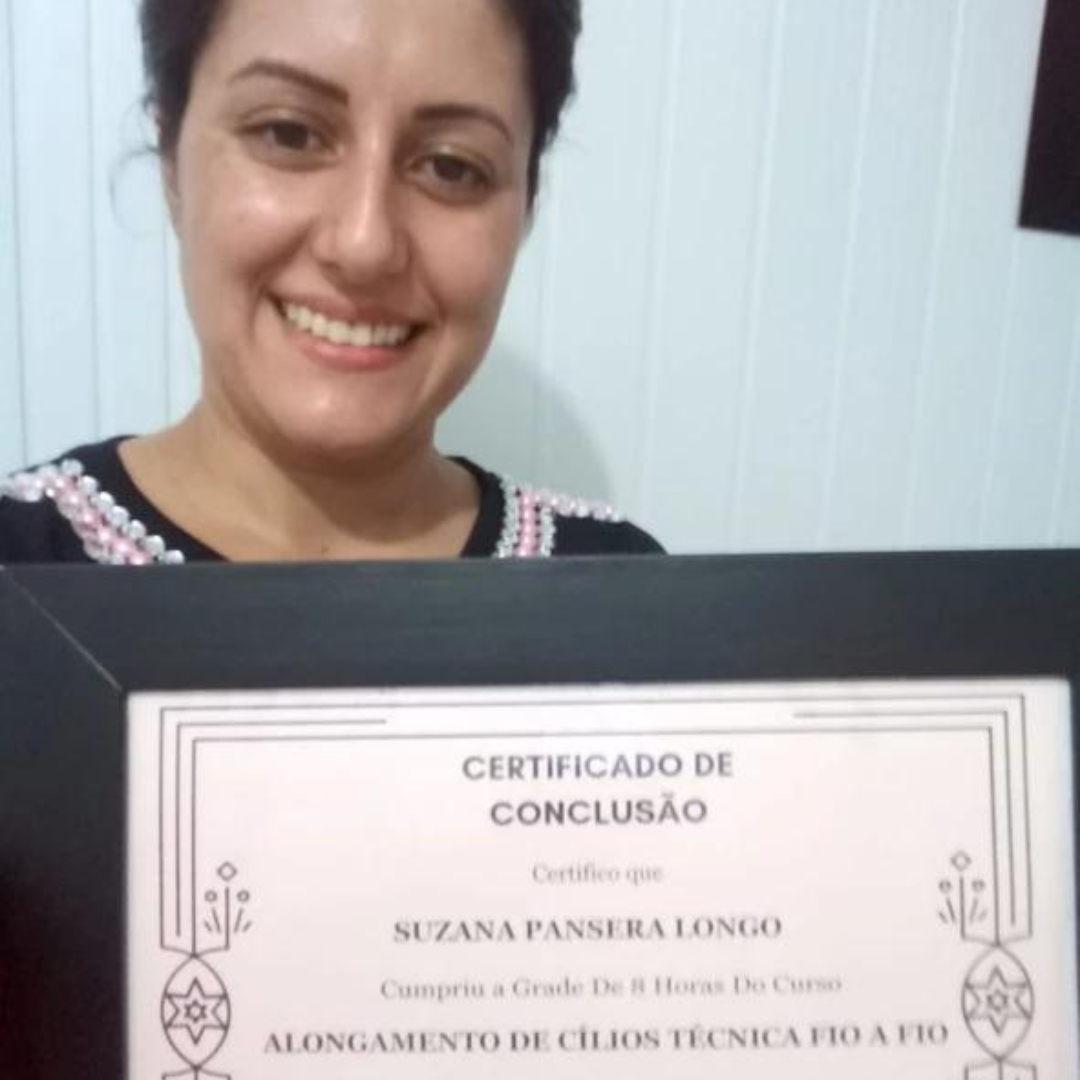 CERTIFICADO DE
CONCLUSÃO
Certifico que
SUZANA PANSERA LONGO
Cumpriu a Grade De 8 Horas Do Curso
ALONGAMENTO DE CÍLIOS TÉCNICA FIO A FIO